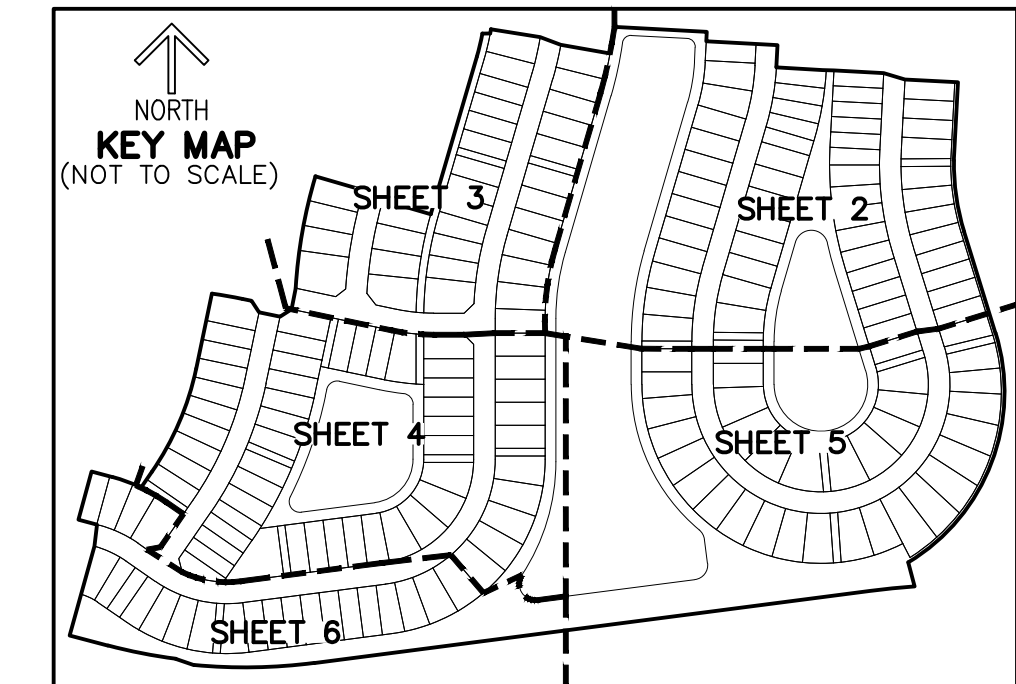 NORTH
KEY MAP
(NOT TO SCALE)
SHEET 3
SHEET 2
SHEET 4
SHEET 5
SHEET 6